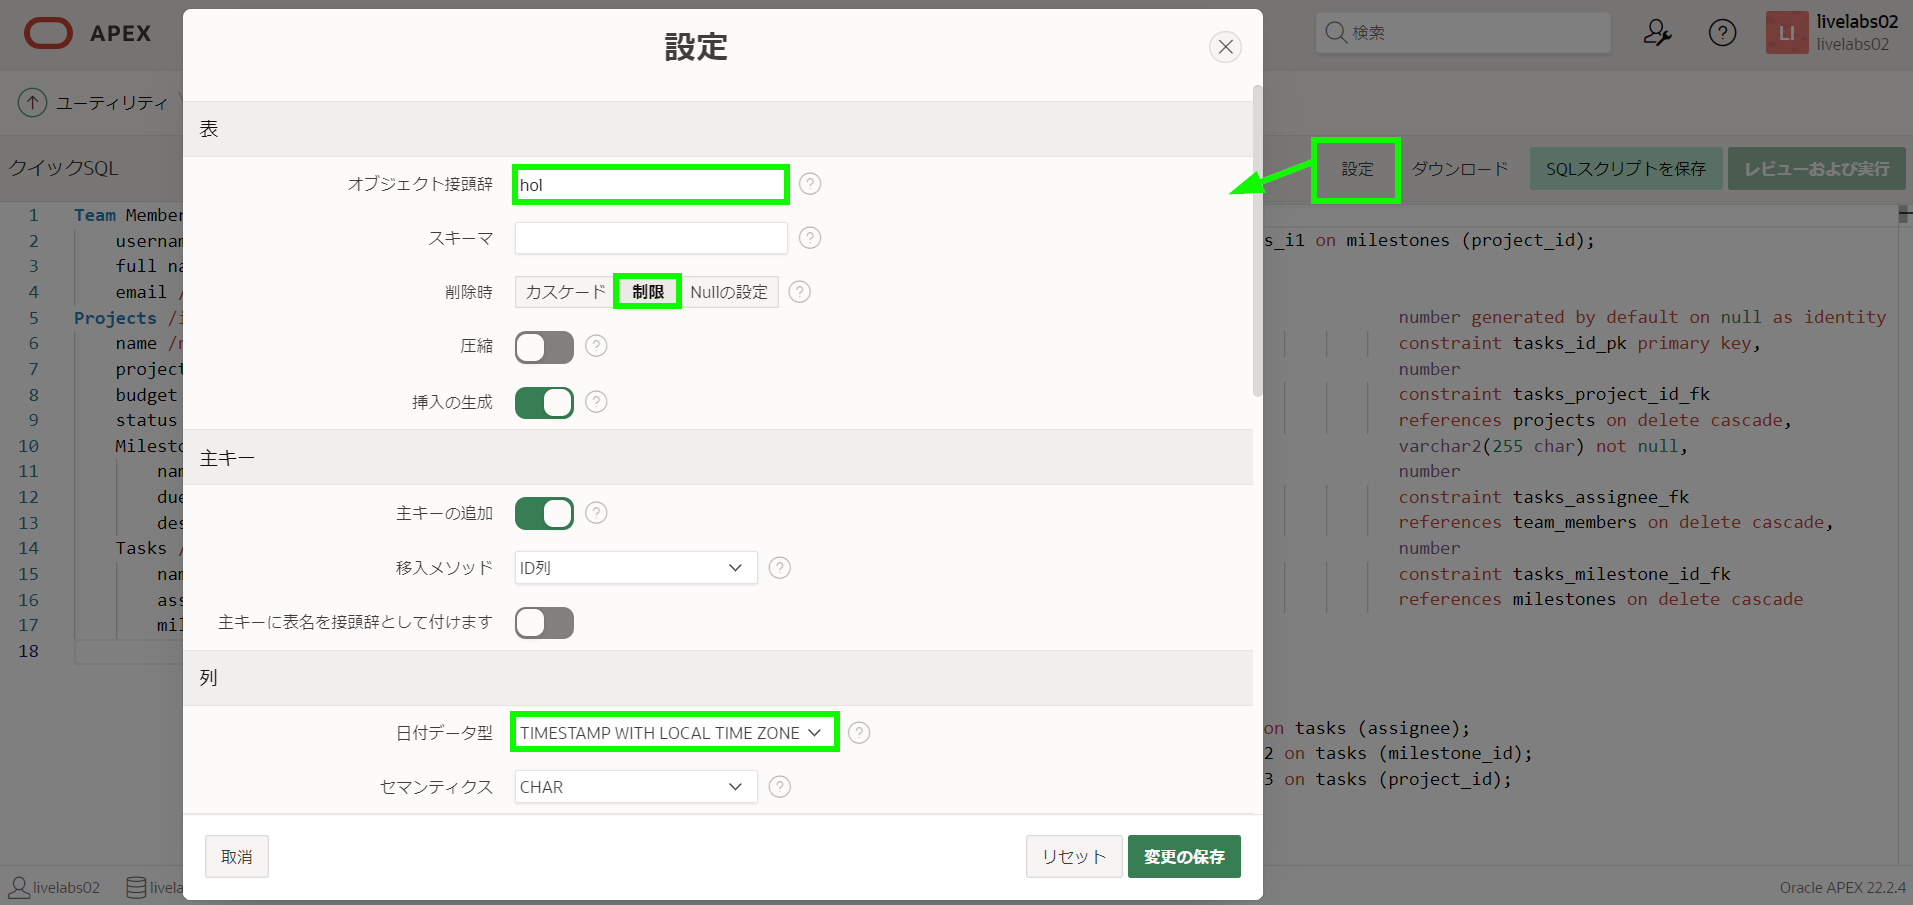 APEX
検索
livelabs02
LI
livelabs02
ユーティリティ
クイックSQL
設定
ダウンロード
SQLスクリプトを保存
レビューおよび実行
設定
表
オブジェクト接頭辞
hol
スキーマ
削除時
カスケード
制限
Nullの設定
圧縮
挿入の生成
主キー
主キーの追加
移入メソッド
ID列
主キーに表名を接頭辞として付けます
列
日付データ型
TIMESTAMP WITH LOCAL TIME ZONE
セマンティクス
CHAR
取消
リセット
変更の保存
1 Team Member
2 usernam
3 full na
4 email /
5 Projects /i
6 name /n
7 project
8 budget
9 status
10 Milesto
11 nam
12 due
13 des
14 Tasks /
15 nam
16 ass
17 mil
18
s_i1 on milestones (project_id);
number generated by default on null as identity
constraint tasks_id_pk primary key,
number
constraint tasks_project_id_fk
references projects on delete cascade,
varchar2(255 char) not null,
number
constraint tasks_assignee_fk
references team_members on delete cascade,
number
constraint tasks_milestone_id_fk
references milestones on delete cascade
on tasks (assignee);
2 on tasks (milestone_id);
3 on tasks (project_id);
livelabs02
livela
Oracle APEX 22.2.4